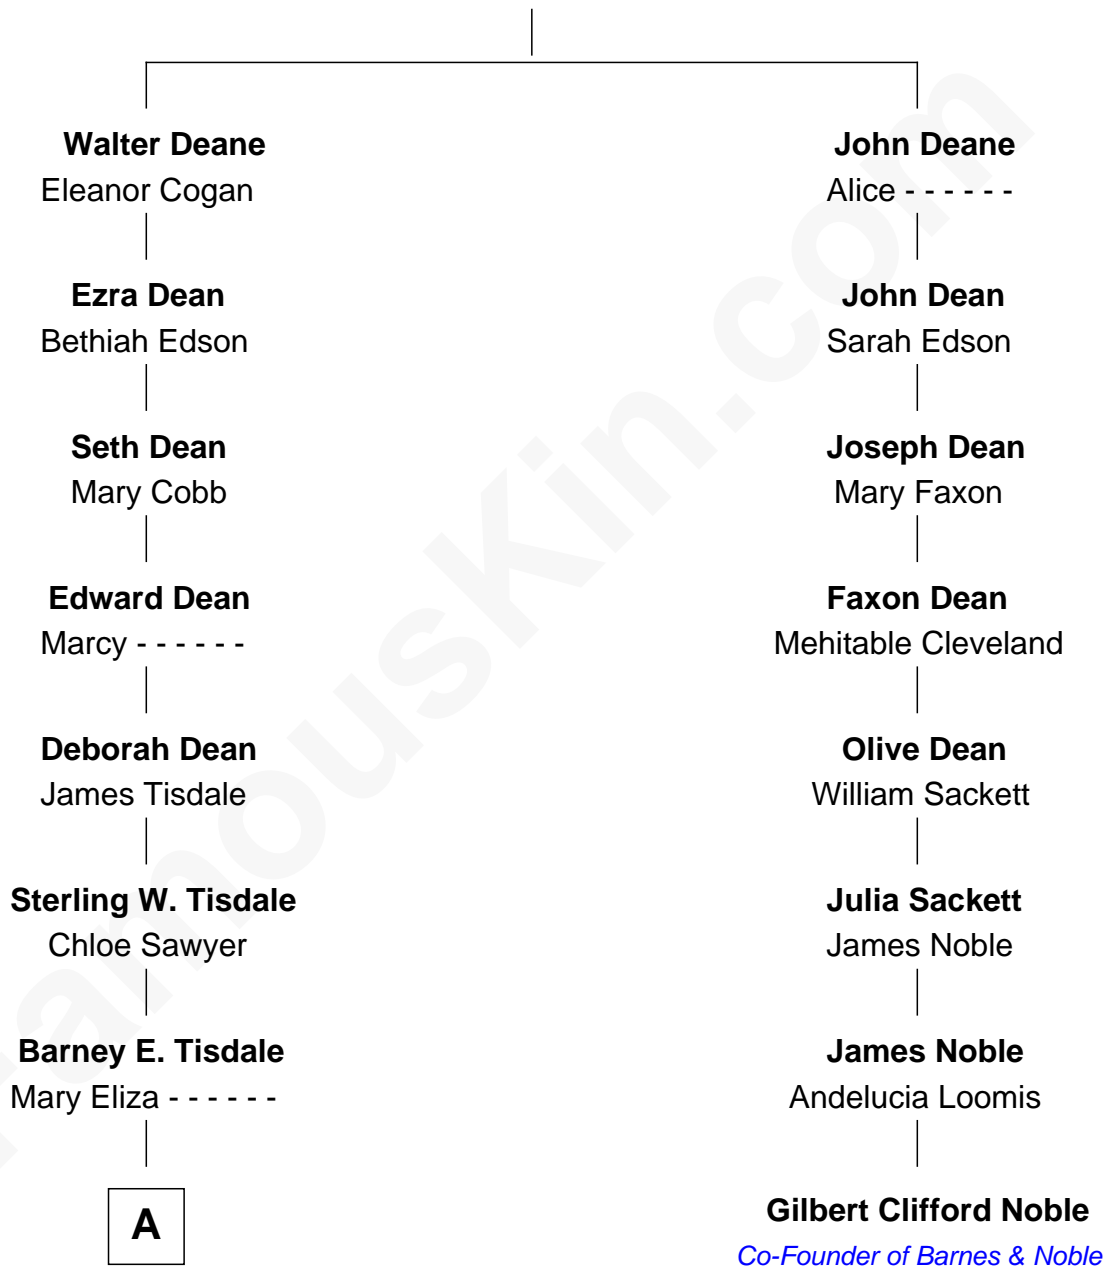 Walter Deane
Eleanor Cogan
Ezra Dean
Bethiah Edson
Seth Dean
Mary Cobb
Edward Dean
Marcy - - - - - -
Deborah Dean
James Tisdale
Sterling W. Tisdale
Chloe Sawyer
Barney E. Tisdale
Mary Eliza - - - - - -
A
John Deane
Alice - - - - - -
John Dean
Sarah Edson
Joseph Dean
Mary Faxon
Faxon Dean
Mehitable Cleveland
Olive Dean
William Sackett
Julia Sackett
James Noble
James Noble
Andelucia Loomis
Gilbert Clifford Noble
Co-Founder of Barnes & Noble
FamousKin.com